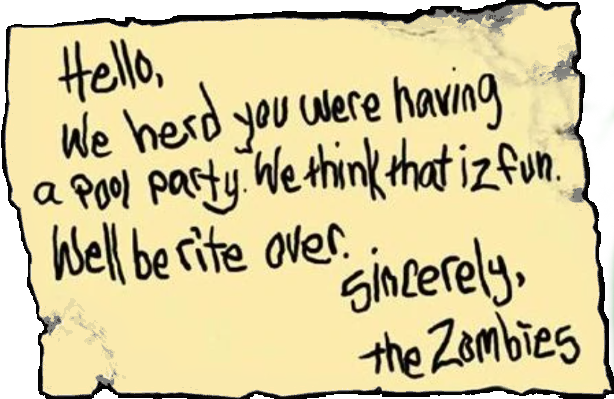 Hello,
We herd you were having
a pool party. We think that iz fun.
Well be rite over.
Sincerely,
the Zombies